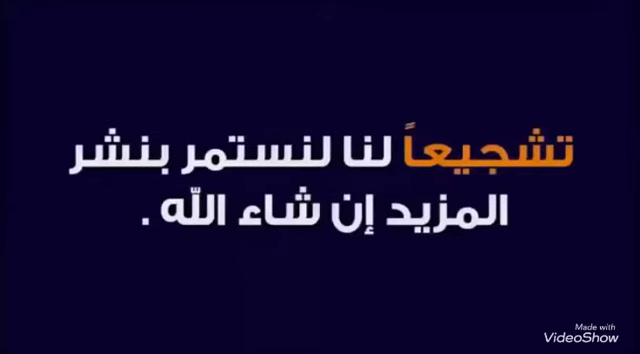 تشجيعاً لنا لنستمر بنشر
المزيد إن شاء الله .
Made with
VideoShow